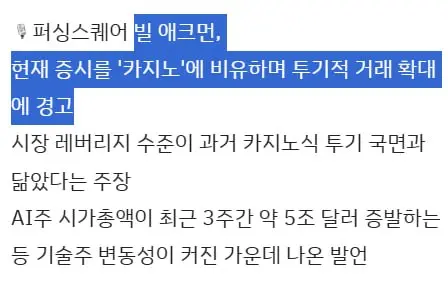 🎙퍼싱스퀘어 빌 애크먼,
현재 증시를 '카지노'에 비유하며 투기적 거래 확대
에 경고
시장 레버리지 수준이 과거 카지노식 투기 국면과
닮았다는 주장
AI주 시가총액이 최근 3주간 약 5조 달러 증발하는
등 기술주 변동성이 커진 가운데 나온 발언